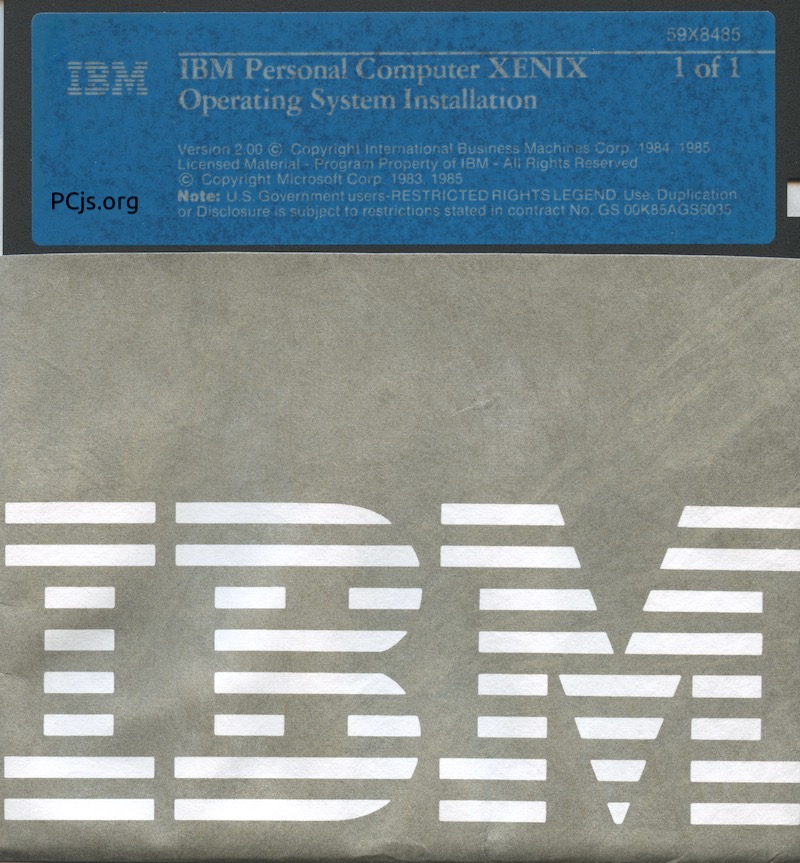 59X8485
IBM
IBM Personal Computer XENIX 1 of 1
Operating System Installation
Version 2.00 © Copyright International Business Machines Corp. 1984, 1985
Licensed Material - Program Property of IBM - All Rights Reserved
© Copyright Microsoft Corp. 1983, 1985
PCjs.org
Note: U.S. Government users-RESTRICTED RIGHTS LEGEND. Use, Duplication
or Disclosure is subject to restrictions stated in contract No. GS 00K85AGS6035
IBM